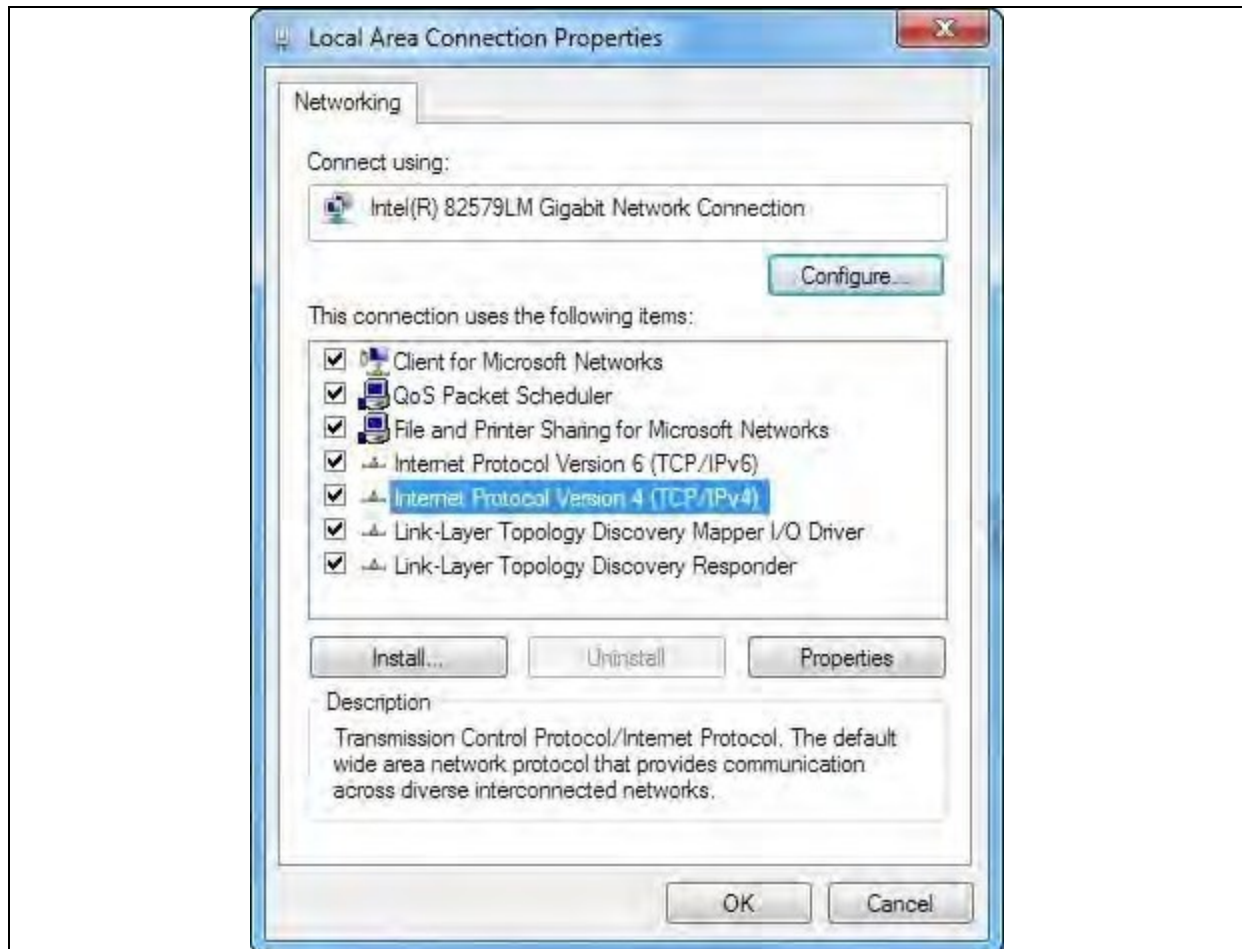 Local Area Connection Properties
Networking
Connect using:
Intel(R) 82579LM Gigabit Network Connection
Configure...
This connection uses the following items:
Client for Microsoft Networks
QoS Packet Scheduler
File and Printer Sharing for Microsoft Networks
Internet Protocol Version 6 (TCP/IPv6)
Internet Protocol Version 4 (TCP/IPv4)
Link-Layer Topology Discovery Mapper I/O Driver
Link-Layer Topology Discovery Responder
Install...
Uninstall
Properties
Description
Transmission Control Protocol/Internet Protocol. The default
wide area network protocol that provides communication
across diverse interconnected networks.
OK
Cancel